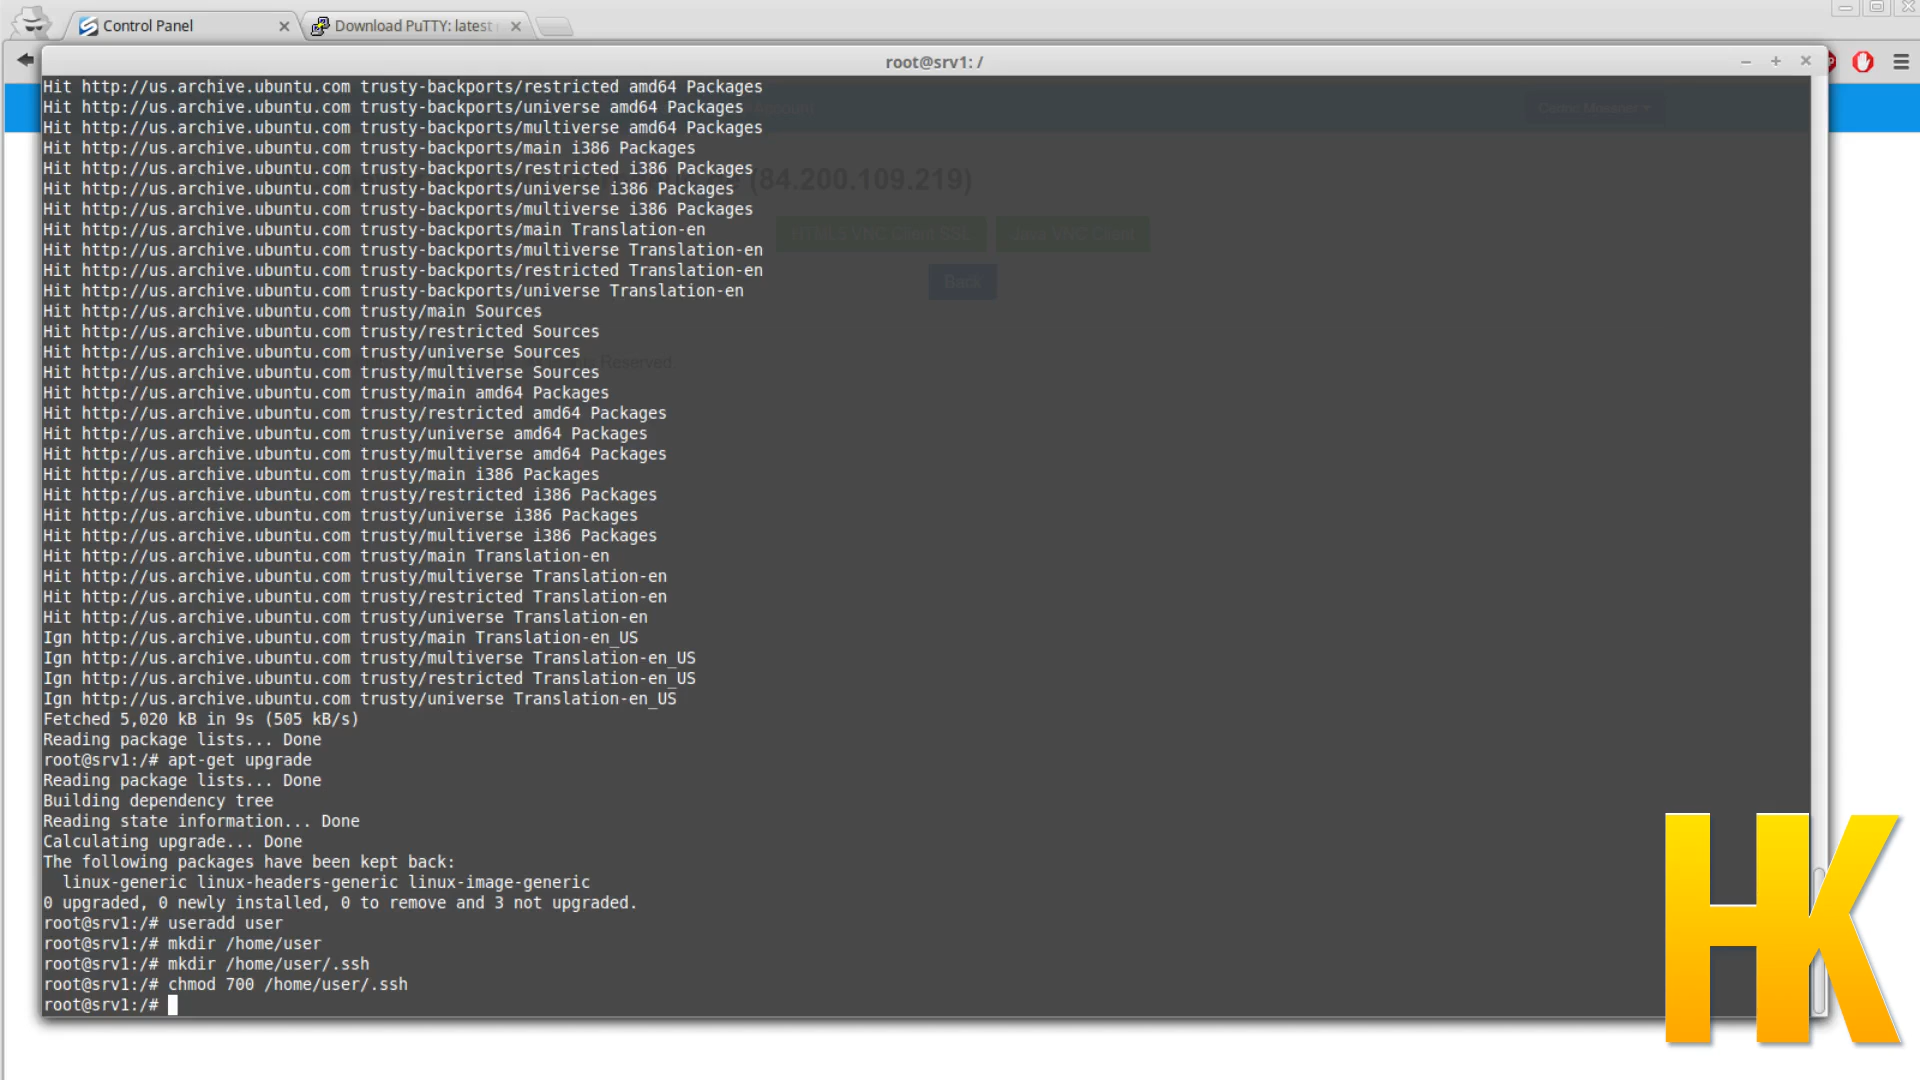 Control Panel
Download PuTTY: latest
root@srv1: /
Hit http://us.archive.ubuntu.com trusty-backports/restricted amd64 Packages
Hit http://us.archive.ubuntu.com trusty-backports/universe amd64 Packages
Hit http://us.archive.ubuntu.com trusty-backports/multiverse amd64 Packages
Hit http://us.archive.ubuntu.com trusty-backports/main i386 Packages
Hit http://us.archive.ubuntu.com trusty-backports/restricted i386 Packages
Hit http://us.archive.ubuntu.com trusty-backports/universe i386 Packages
(84.200.109.219)
Hit http://us.archive.ubuntu.com trusty-backports/multiverse i386 Packages
Hit http://us.archive.ubuntu.com trusty-backports/main Translation-en
HTML5 VNC Client SSL
Java VNC Client
Hit http://us.archive.ubuntu.com trusty-backports/multiverse Translation-en
Hit http://us.archive.ubuntu.com trusty-backports/restricted Translation-en
Back
Hit http://us.archive.ubuntu.com trusty-backports/universe Translation-en
Hit http://us.archive.ubuntu.com trusty/main Sources
Hit http://us.archive.ubuntu.com trusty/restricted Sources
Hit http://us.archive.ubuntu.com trusty/universe Sources
Reserved
Hit http://us.archive.ubuntu.com trusty/multiverse Sources
Hit http://us.archive.ubuntu.com trusty/main amd64 Packages
Hit http://us.archive.ubuntu.com trusty/restricted amd64 Packages
Hit http://us.archive.ubuntu.com trusty/universe amd64 Packages
Hit http://us.archive.ubuntu.com trusty/multiverse amd64 Packages
Hit http://us.archive.ubuntu.com trusty/main i386 Packages
Hit http://us.archive.ubuntu.com trusty/restricted i386 Packages
Hit http://us.archive.ubuntu.com trusty/universe i386 Packages
Hit http://us.archive.ubuntu.com trusty/multiverse i386 Packages
Hit http://us.archive.ubuntu.com trusty/main Translation-en
Hit http://us.archive.ubuntu.com trusty/multiverse Translation-en
Hit http://us.archive.ubuntu.com trusty/restricted Translation-en
Hit http://us.archive.ubuntu.com trusty/universe Translation-en
Ign http://us.archive.ubuntu.com trusty/main Translation-en_US
Ign http://us.archive.ubuntu.com trusty/multiverse Translation-en_US
Ign http://us.archive.ubuntu.com trusty/restricted Translation-en_US
Ign http://us.archive.ubuntu.com trusty/universe Translation-en_US
Fetched 5,020 kB in 9s (505 kB/s)
Reading package lists... Done
root@srv1:/# apt-get upgrade
Reading package lists... Done
Building dependency tree
Reading state information... Done
Calculating upgrade... Done
The following packages have been kept back:
linux-generic linux-headers-generic linux-image-generic
0 upgraded, 0 newly installed, 0 to remove and 3 not upgraded.
root@srv1:/# useradd user
root@srv1:/# mkdir /home/user
root@srv1:/# mkdir /home/user/.ssh
root@srv1:/# chmod 700 /home/user/.ssh
root@srv1:/#
HK